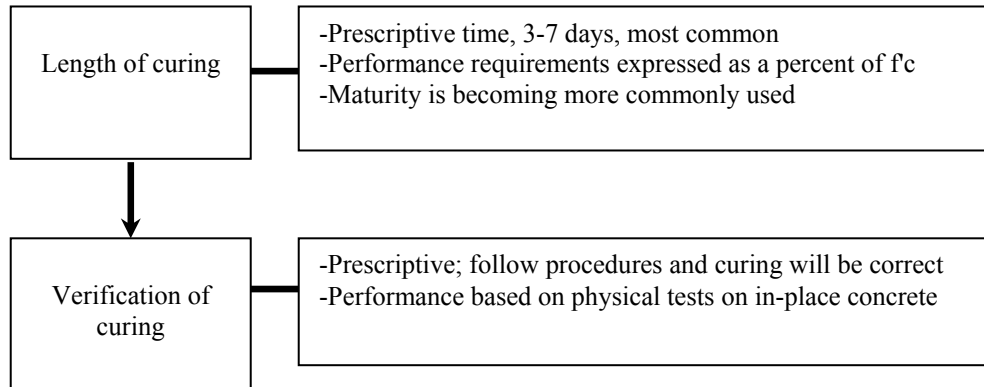 Length of curing
-Prescriptive time, 3-7 days, most common
-Performance requirements expressed as a percent of f'c
-Maturity is becoming more commonly used
Verification of
curing
-Prescriptive; follow procedures and curing will be correct
-Performance based on physical tests on in-place concrete